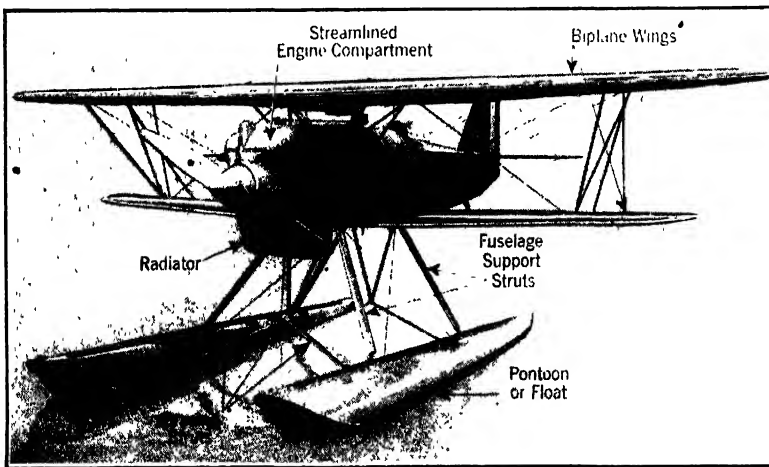 Streamlined
Engine Compartment
Biplane Wings
Radiator
Fuselage
Support
Struts
Pontoon
or Float